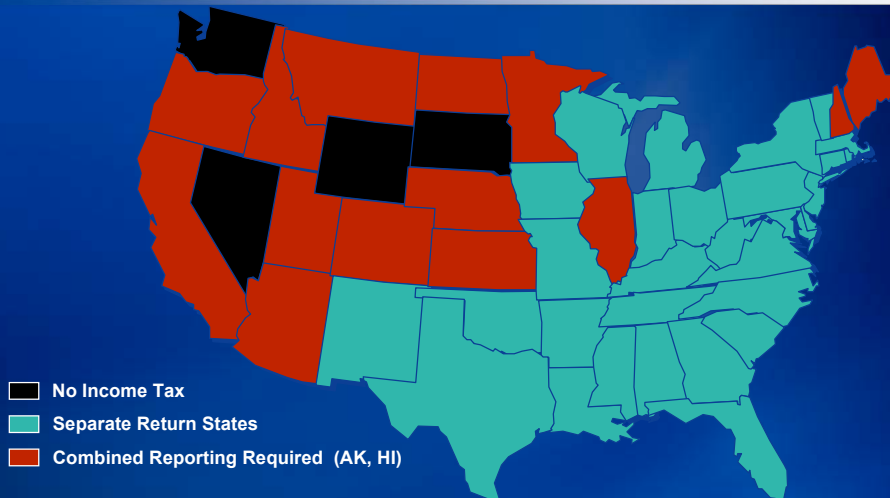 No Income Tax
Separate Return States
Combined Reporting Required (AK, HI)